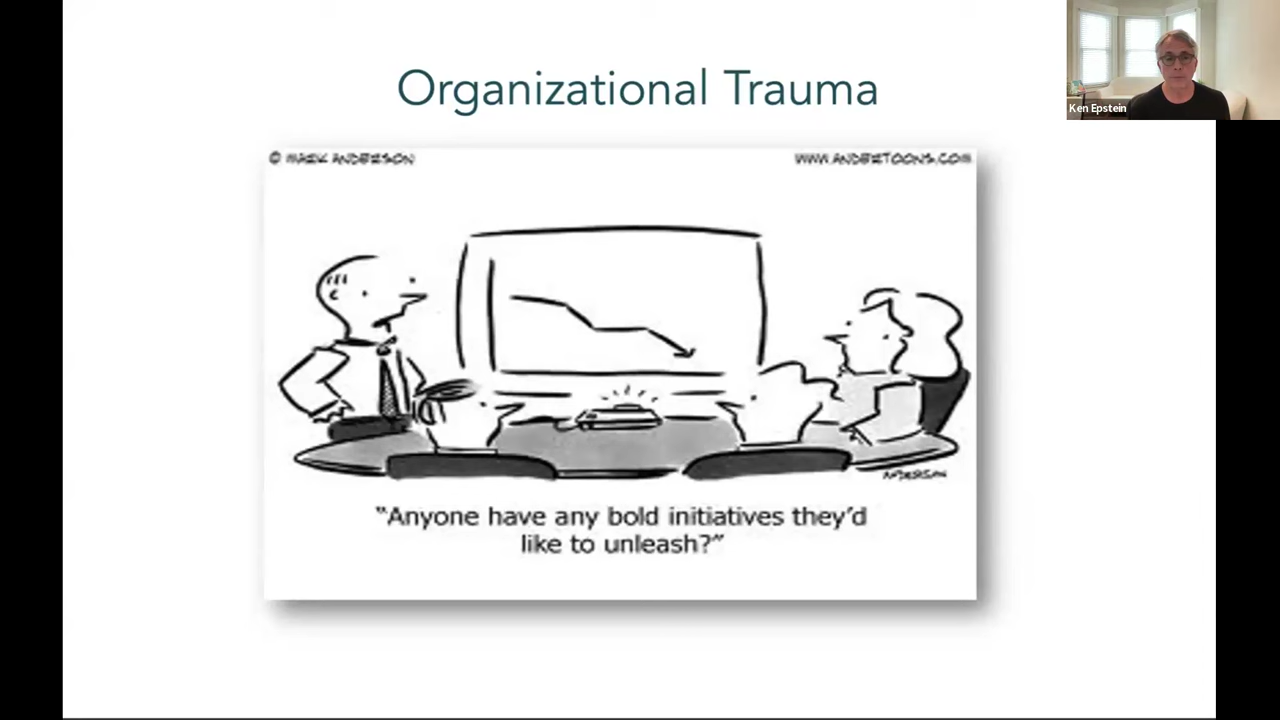 Organizational Trauma
Ken Epstein
© MARK ANDERSON
WWW.ANDERTOONS.COM
ANDERSON
“Anyone have any bold initiatives they’d
like to unleash?”